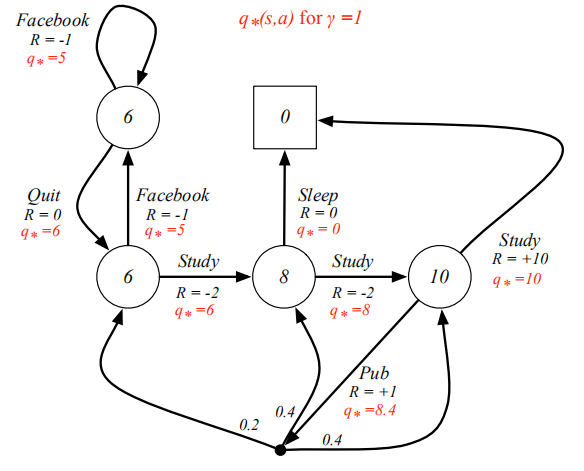 Facebook
R = -1
q* =5
q*(s,a) for γ =1
6
0
Quit
R = 0
q* =6
Facebook
R = -1
q* =5
Sleep
R = 0
q* = 0
6
Study
R = -2
q* =6
8
Study
R = -2
q* =8
10
Study
R = +10
q* =10
Pub
R = +1
q* =8.4
0.2
0.4
0.4